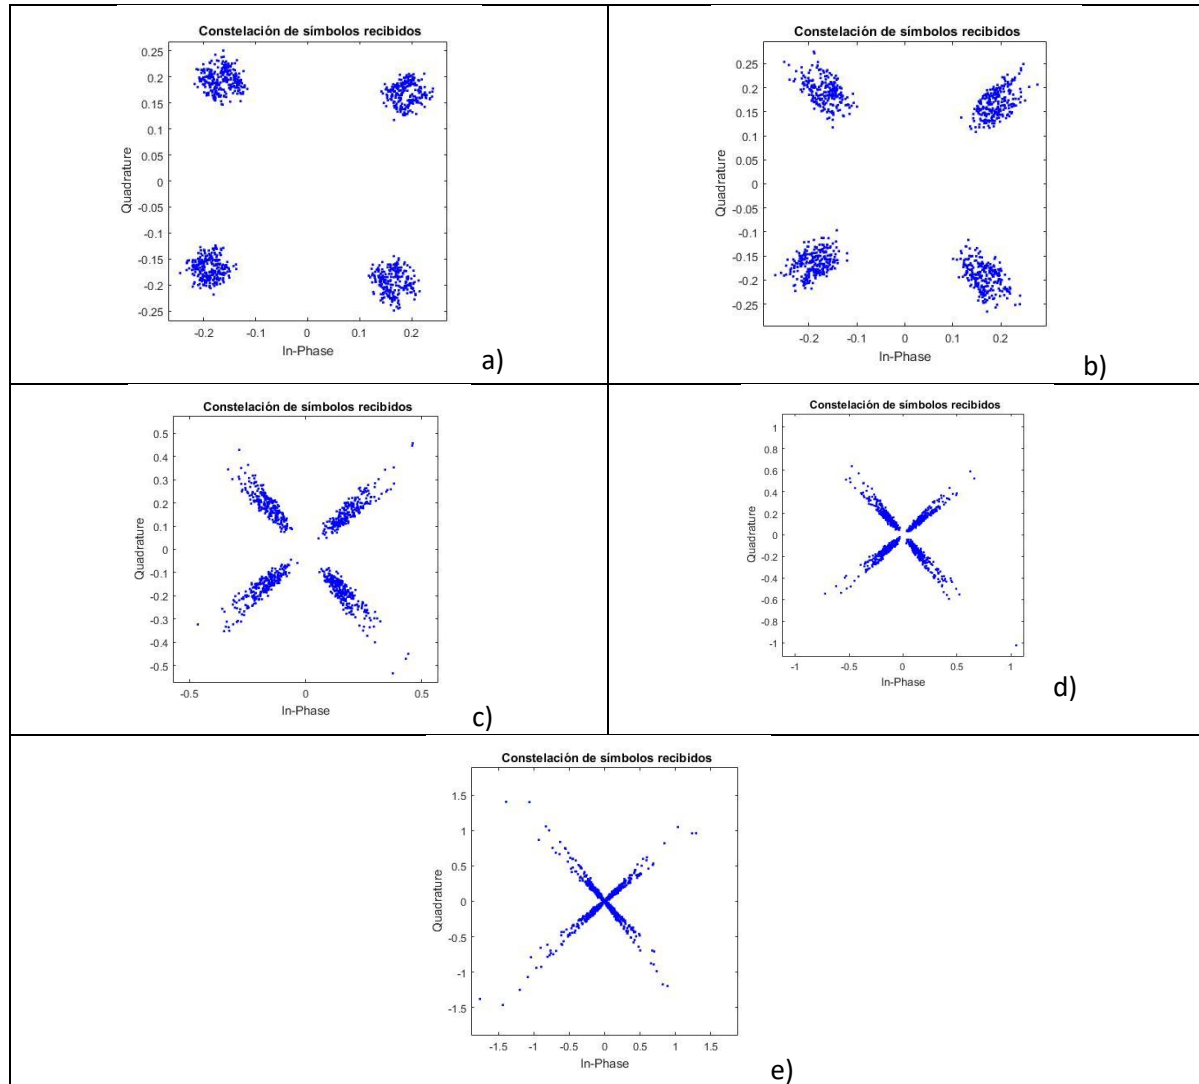 Constelación de símbolos recibidos
0.25
0.2
0.15
0.1
0.05
0
-0.05
-0.1
-0.15
-0.2
-0.25
Quadrature
-0.2 -0.1 0 0.1 0.2
In-Phase
a)
Constelación de símbolos recibidos
0.25
0.2
0.15
0.1
0.05
0
-0.05
-0.1
-0.15
-0.2
-0.25
Quadrature
-0.2 -0.1 0 0.1 0.2
In-Phase
b)
Constelación de símbolos recibidos
0.5
0.4
0.3
0.2
0.1
0
-0.1
-0.2
-0.3
-0.4
-0.5
Quadrature
-0.5 0 0.5
In-Phase
c)
Constelación de símbolos recibidos
1
0.8
0.6
0.4
0.2
0
-0.2
-0.4
-0.6
-0.8
-1
Quadrature
-1 -0.5 0 0.5 1
In-Phase
d)
Constelación de símbolos recibidos
1.5
1
0.5
0
-0.5
-1
-1.5
Quadrature
-1.5 -1 -0.5 0 0.5 1 1.5
In-Phase
e)